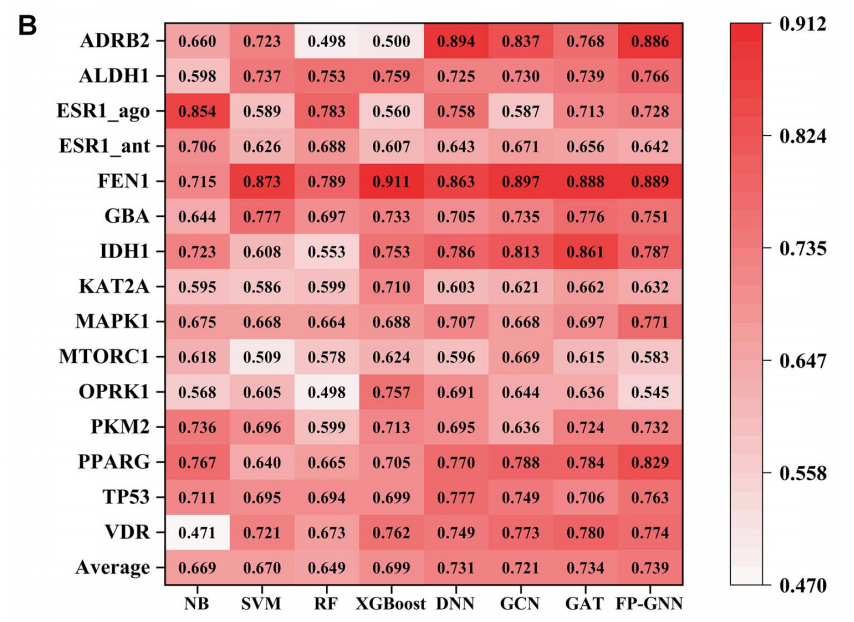 B
ADRB2 0.660 0.723 0.498 0.500 0.894 0.837 0.768 0.886
ALDH1 0.598 0.737 0.753 0.759 0.725 0.730 0.739 0.766
ESR1_ago 0.854 0.589 0.783 0.560 0.758 0.587 0.713 0.728
ESR1_ant 0.706 0.626 0.688 0.607 0.643 0.671 0.656 0.642
FEN1 0.715 0.873 0.789 0.911 0.863 0.897 0.888 0.889
GBA 0.644 0.777 0.697 0.733 0.705 0.735 0.776 0.751
IDH1 0.723 0.608 0.553 0.753 0.786 0.813 0.861 0.787
KAT2A 0.595 0.586 0.599 0.710 0.603 0.621 0.662 0.632
MAPK1 0.675 0.668 0.664 0.688 0.707 0.668 0.697 0.771
MTORC1 0.618 0.509 0.578 0.624 0.596 0.669 0.615 0.583
OPRK1 0.568 0.605 0.498 0.757 0.691 0.644 0.636 0.545
PKM2 0.736 0.696 0.599 0.713 0.695 0.636 0.724 0.732
PPARG 0.767 0.640 0.665 0.705 0.770 0.788 0.784 0.829
TP53 0.711 0.695 0.694 0.699 0.777 0.749 0.706 0.763
VDR 0.471 0.721 0.673 0.762 0.749 0.773 0.780 0.774
Average 0.669 0.670 0.649 0.699 0.731 0.721 0.734 0.739
NB SVM RF XGBoost DNN GCN GAT FP-GNN
0.912
0.824
0.735
0.647
0.558
0.470